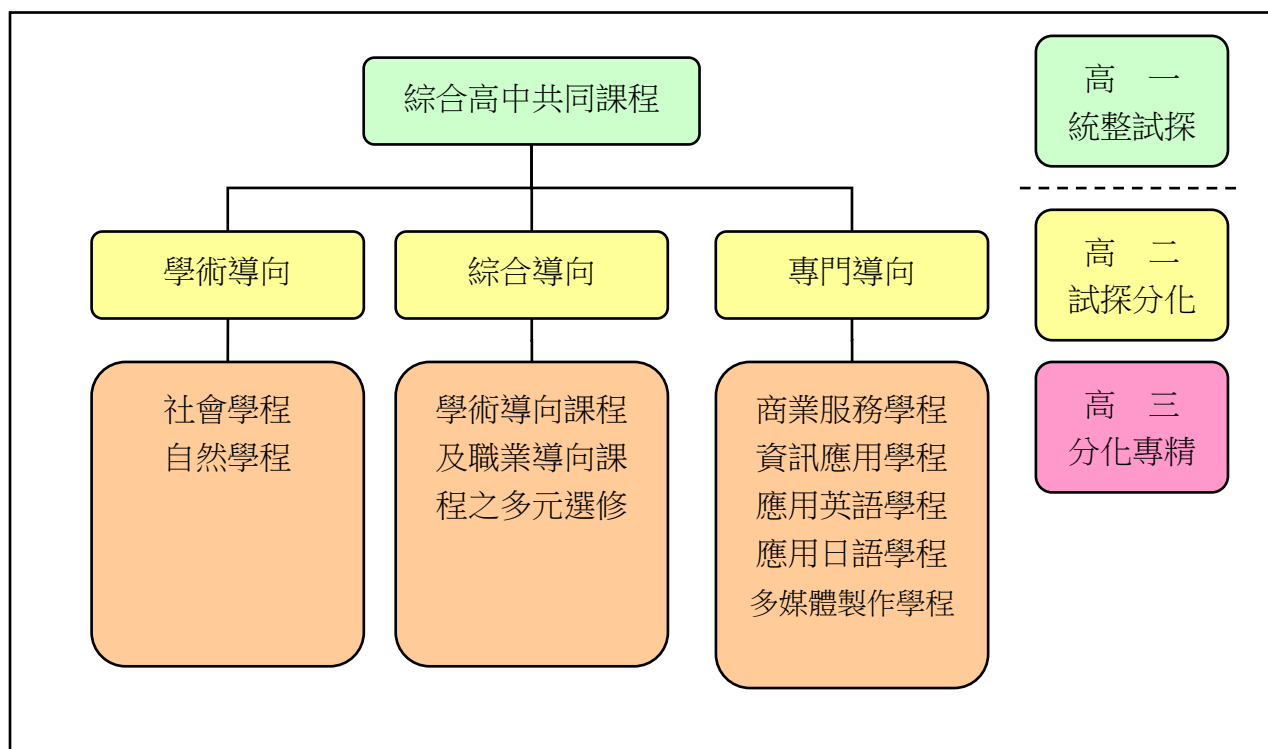 綜合高中共同課程
學術導向
綜合導向
專門導向
社會學程
自然學程
學術導向課程
及職業導向課
程之多元選修
商業服務學程
資訊應用學程
應用英語學程
應用日語學程
多媒體製作學程
高　一
統整試探
高　二
試探分化
高　三
分化專精